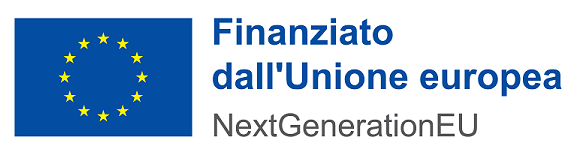 Finanziato
dall'Unione europea
NextGenerationEU